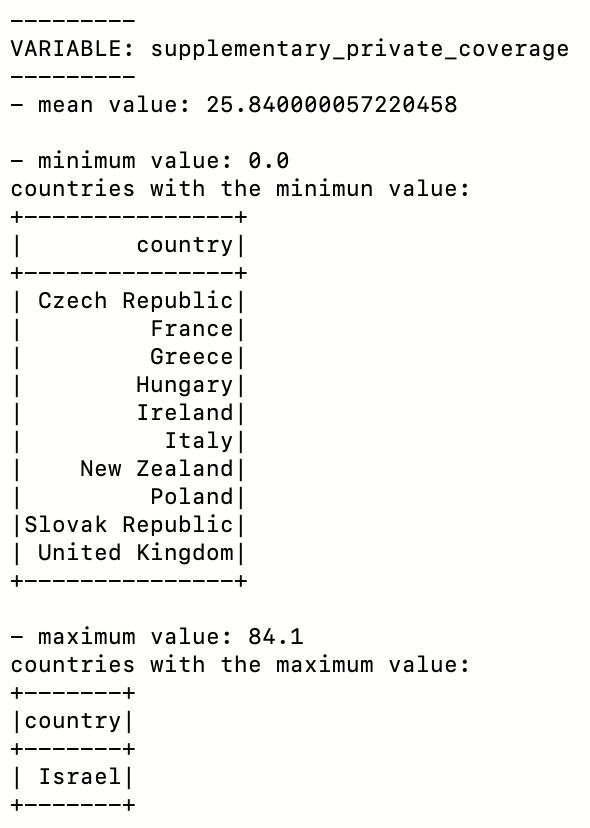 ---------
VARIABLE: supplementary_private_coverage
---------
- mean value: 25.840000057220458
- minimum value: 0.0
countries with the minimun value:
+---------------+
|        country|
+---------------+
| Czech Republic|
|         France|
|         Greece|
|        Hungary|
|        Ireland|
|          Italy|
|    New Zealand|
|         Poland|
|Slovak Republic|
| United Kingdom|
+---------------+
- maximum value: 84.1
countries with the maximum value:
+-------+
|country|
+-------+
| Israel|
+-------+